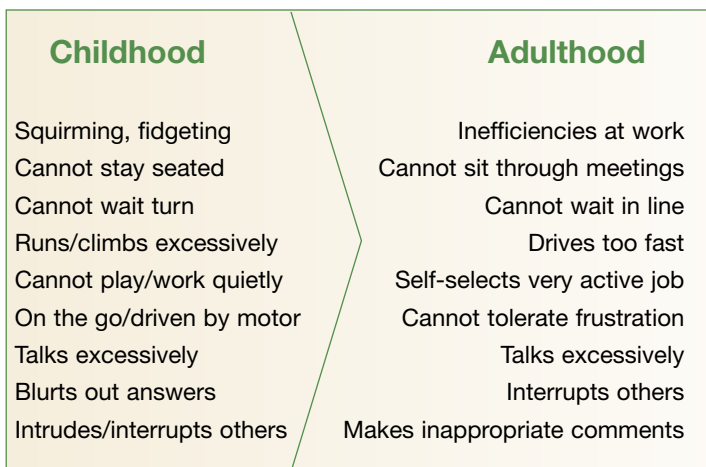 Childhood Adulthood
Squirming, fidgeting Inefficiencies at work
Cannot stay seated Cannot sit through meetings
Cannot wait turn Cannot wait in line
Runs/climbs excessively Drives too fast
Cannot play/work quietly Self-selects very active job
On the go/driven by motor Cannot tolerate frustration
Talks excessively Talks excessively
Blurts out answers Interrupts others
Intrudes/interrupts others Makes inappropriate comments